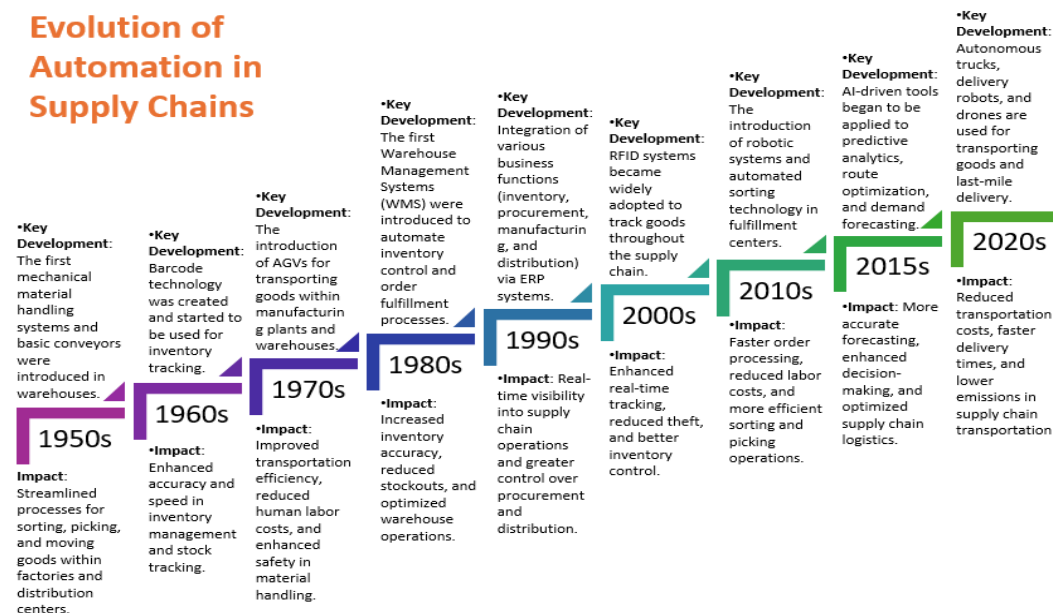 Evolution of
Automation in
Supply Chains
•Key
Development:
The first
mechanical
material
handling
systems and
basic conveyors
were
introduced in
warehouses.
1950s
Impact:
Streamlined
processes for
sorting, picking,
and moving
goods within
factories and
distribution
centers.
•Key
Development:
Barcode
technology
was created
and started to
be used for
inventory
tracking.
1960s
•Impact:
Enhanced
accuracy and
speed in
inventory
management
and stock
tracking.
•Key
Development:
The
introduction
of AGVs for
transporting
goods within
manufacturin
g plants and
warehouses.
1970s
•Impact:
Improved
transportation
efficiency,
reduced
human labor
costs, and
enhanced
safety in
material
handling.
•Key
Development:
The first
Warehouse
Management
Systems
(WMS) were
introduced to
automate
inventory
control and
order
fulfillment
processes.
1980s
•Impact:
Increased
inventory
accuracy,
reduced
stockouts, and
optimized
warehouse
operations.
•Key
Development:
Integration of
various
business
functions
(inventory,
procurement,
manufacturin
g, and
distribution)
via ERP
systems.
1990s
•Impact: Real-
time visibility
into supply
chain
operations
and greater
control over
procurement
and
distribution.
•Key
Development:
RFID systems
became
widely
adopted to
track goods
throughout
the supply
chain.
2000s
•Impact:
Enhanced
real-time
tracking,
reduced theft,
and better
inventory
control.
•Key
Development:
The
introduction
of robotic
systems and
automated
sorting
technology in
fulfillment
centers.
2010s
•Impact:
Faster order
processing,
reduced labor
costs, and
more efficient
sorting and
picking
operations.
•Key
Development:
AI-driven tools
began to be
applied to
predictive
analytics,
route
optimization,
and demand
forecasting.
2015s
•Impact: More
accurate
forecasting,
enhanced
decision-
making, and
optimized
supply chain
logistics.
•Key
Development:
Autonomous
trucks,
delivery
robots, and
drones are
used for
transporting
goods and
last-mile
delivery.
2020s
•Impact:
Reduced
transportation
costs, faster
delivery
times, and
lower
emissions in
supply chain
transportation